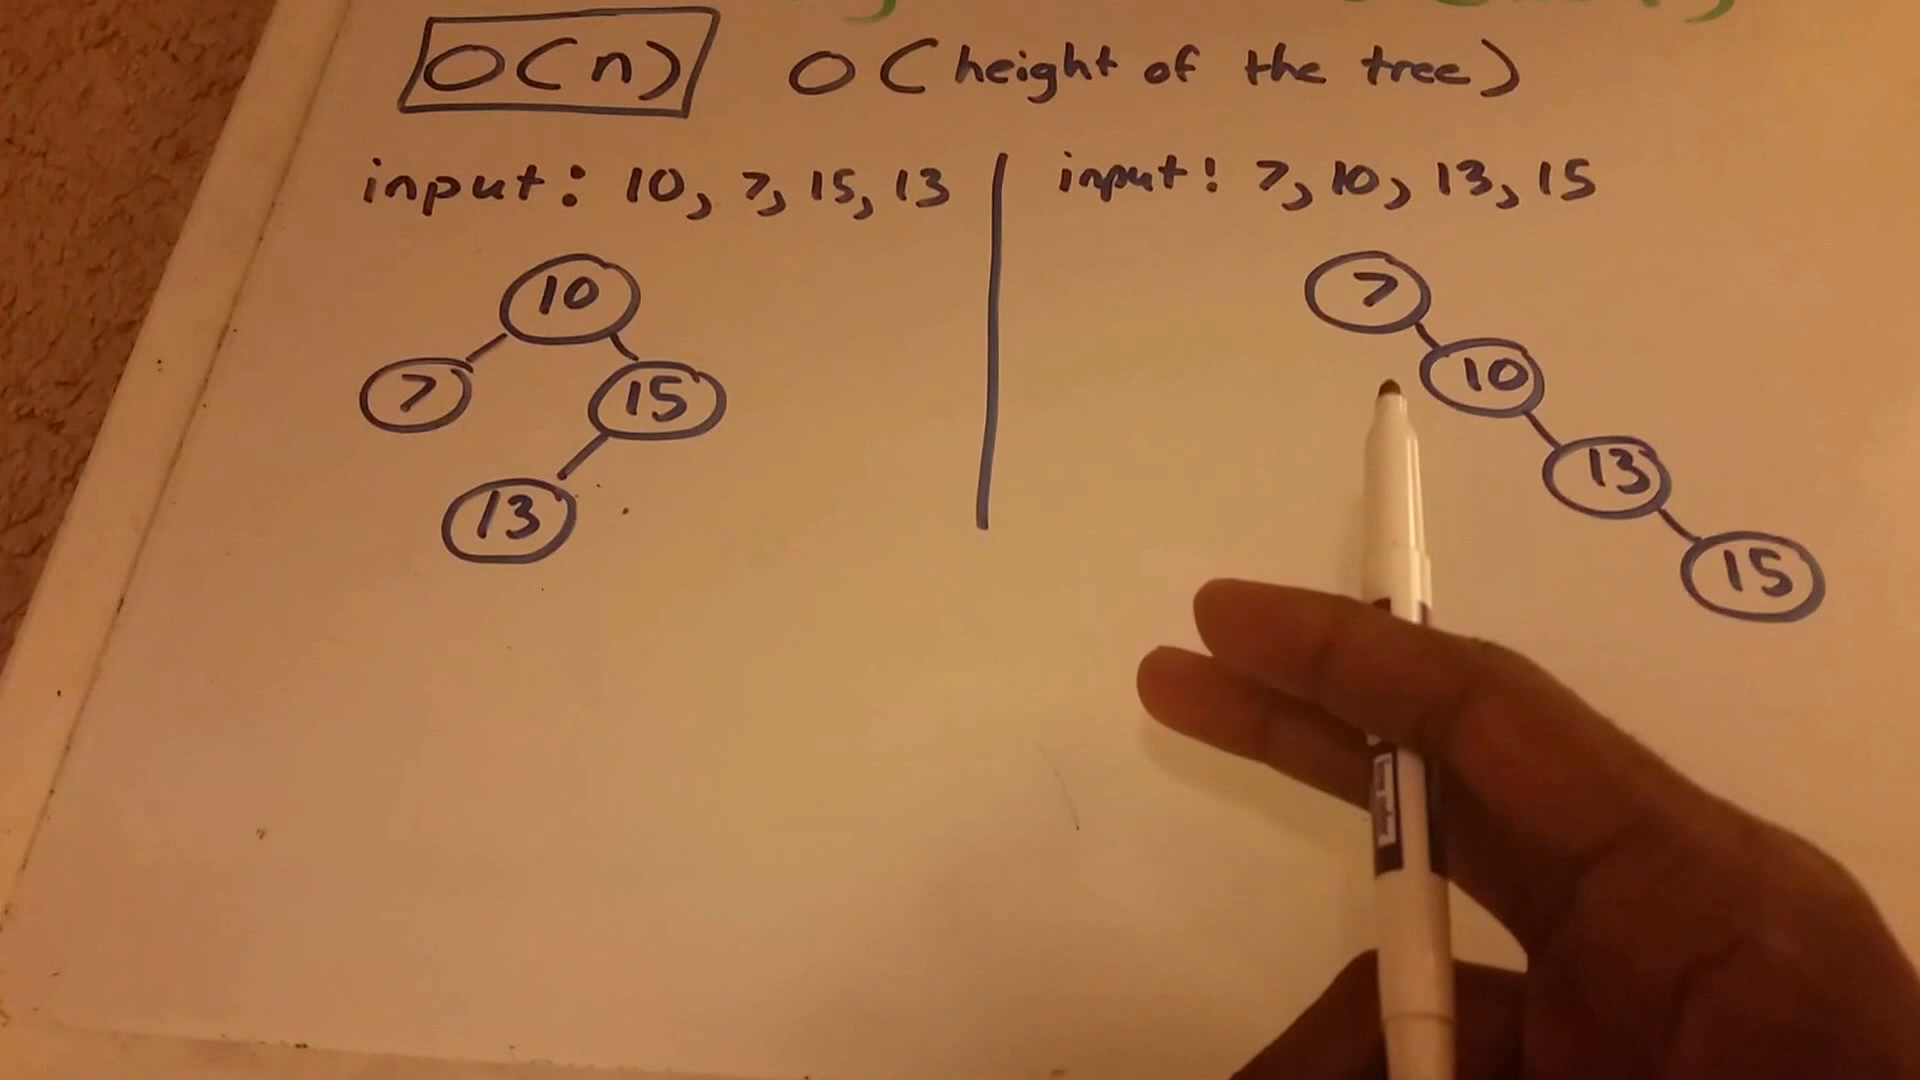 O(n) O(height of the tree)
input: 10, 7, 15, 13
input: 7, 10, 13, 15
10
7
15
13
7
10
13
15